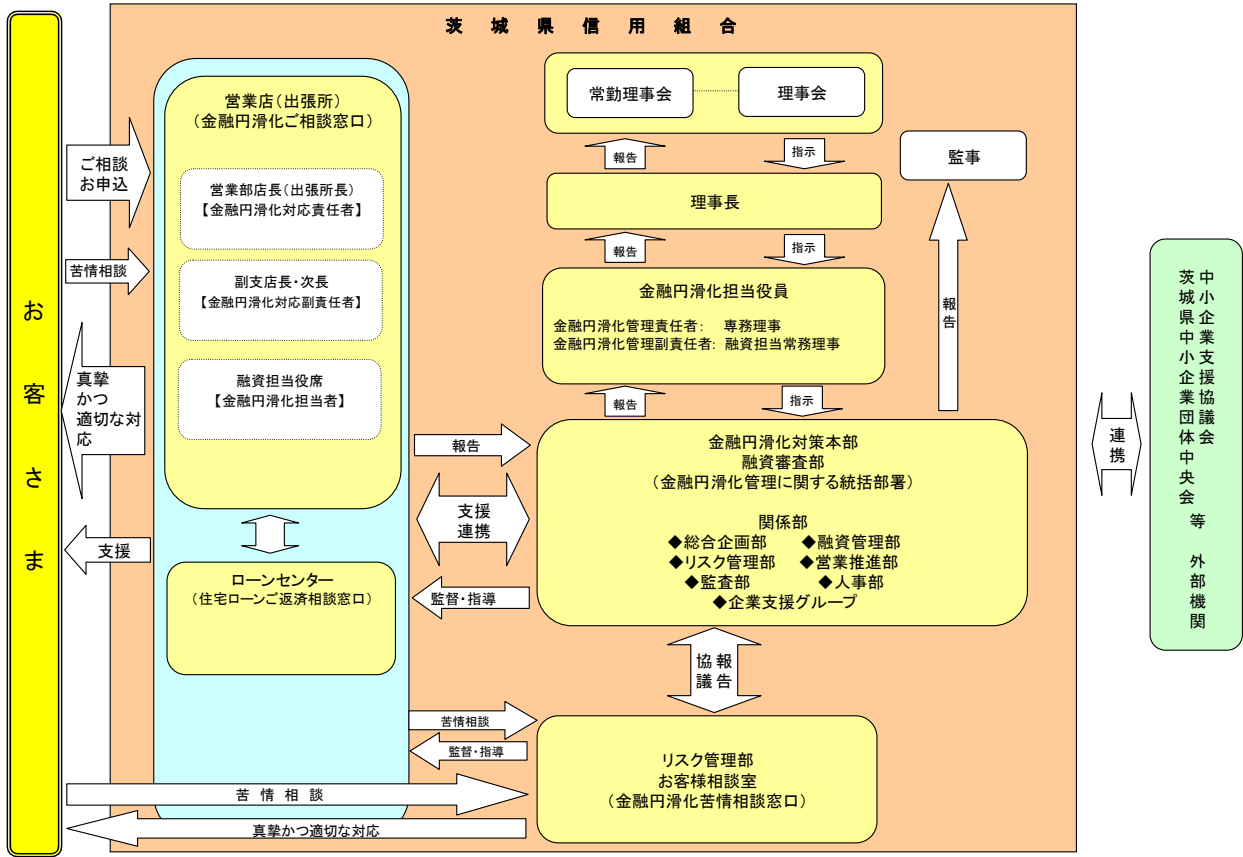 茨城県信用組合
お客さま
ご相談
お申込
苦情相談
真摯
かつ
適切な対
応
支援
営業店(出張所)
(金融円滑化ご相談窓口)
営業部店長(出張所長)
【金融円滑化対応責任者】
副支店長・次長
【金融円滑化対応副責任者】
融資担当役席
【金融円滑化担当者】
ローンセンター
(住宅ローンご返済相談窓口)
常勤理事会
理事会
報告
指示
理事長
報告
指示
監事
報告
金融円滑化担当役員
金融円滑化管理責任者: 専務理事
金融円滑化管理副責任者: 融資担当常務理事
報告
指示
報告
支援
連携
監督・指導
金融円滑化対策本部
融資審査部
(金融円滑化管理に関する統括部署)
関係部
◆総合企画部 ◆融資管理部
◆リスク管理部 ◆営業推進部
◆監査部 ◆人事部
◆企業支援グループ
報告
協議
苦情相談
監督・指導
リスク管理部
お客様相談室
(金融円滑化苦情相談窓口)
苦情相談
真摯かつ適切な対応
連携
中小企業支援協議会
茨城県中小企業団体中央会
等 外部機関